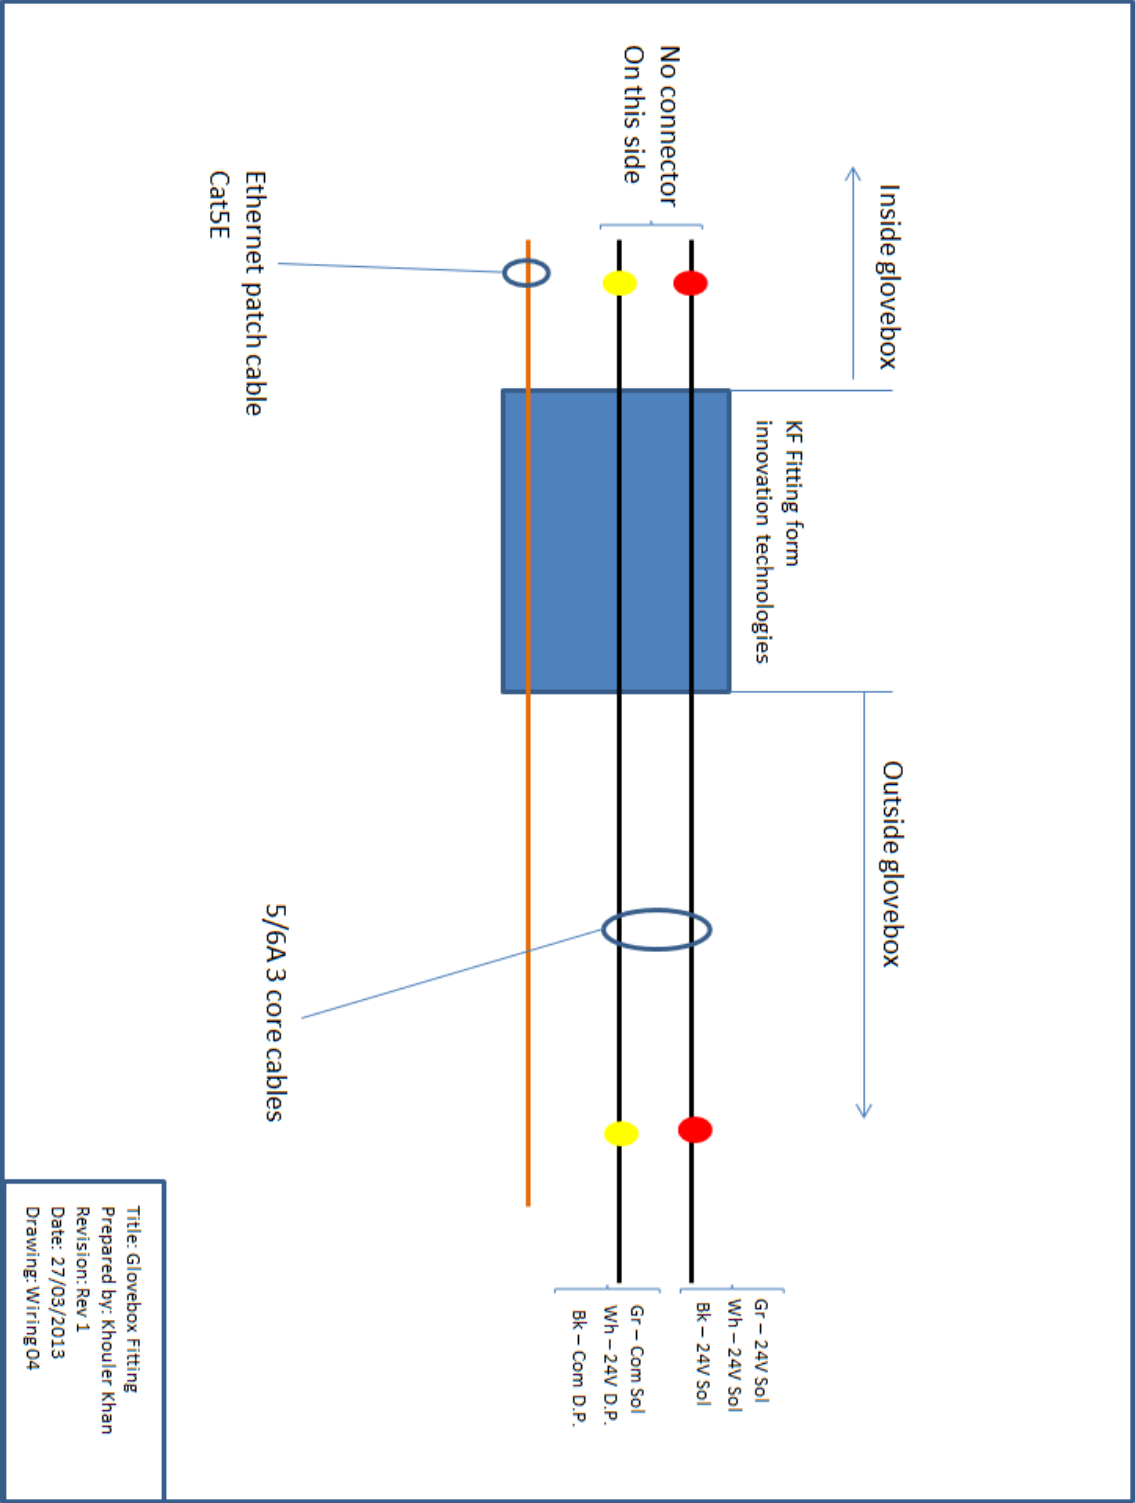 Inside glovebox
Outside glovebox
KF Fitting form
innovation technologies
No connector
On this side
Gr – 24V Sol
Wh – 24V Sol
Bk – 24V Sol
Gr – Com Sol
Wh – 24V D.P.
Bk – Com D.P.
Ethernet patch cable
Cat5E
5/6A 3 core cables
Title: Glovebox Fitting
Prepared by: Khouler Khan
Revision: Rev 1
Date: 27/03/2013
Drawing: Wiring 04